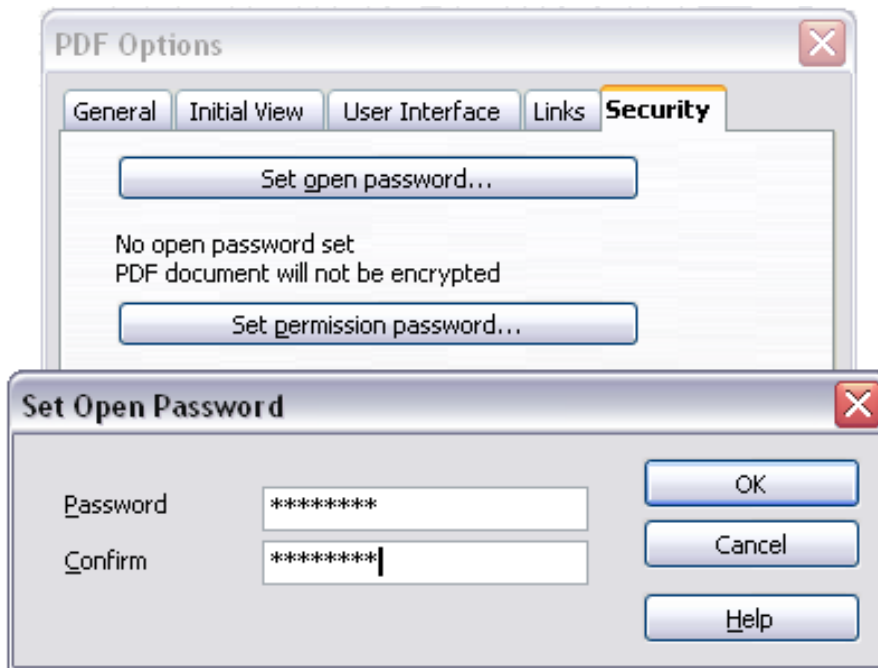 PDF Options
General Initial View User Interface Links Security
Set open password...
No open password set
PDF document will not be encrypted
Set permission password...
Set Open Password
Password ********
Confirm ********
OK
Cancel
Help